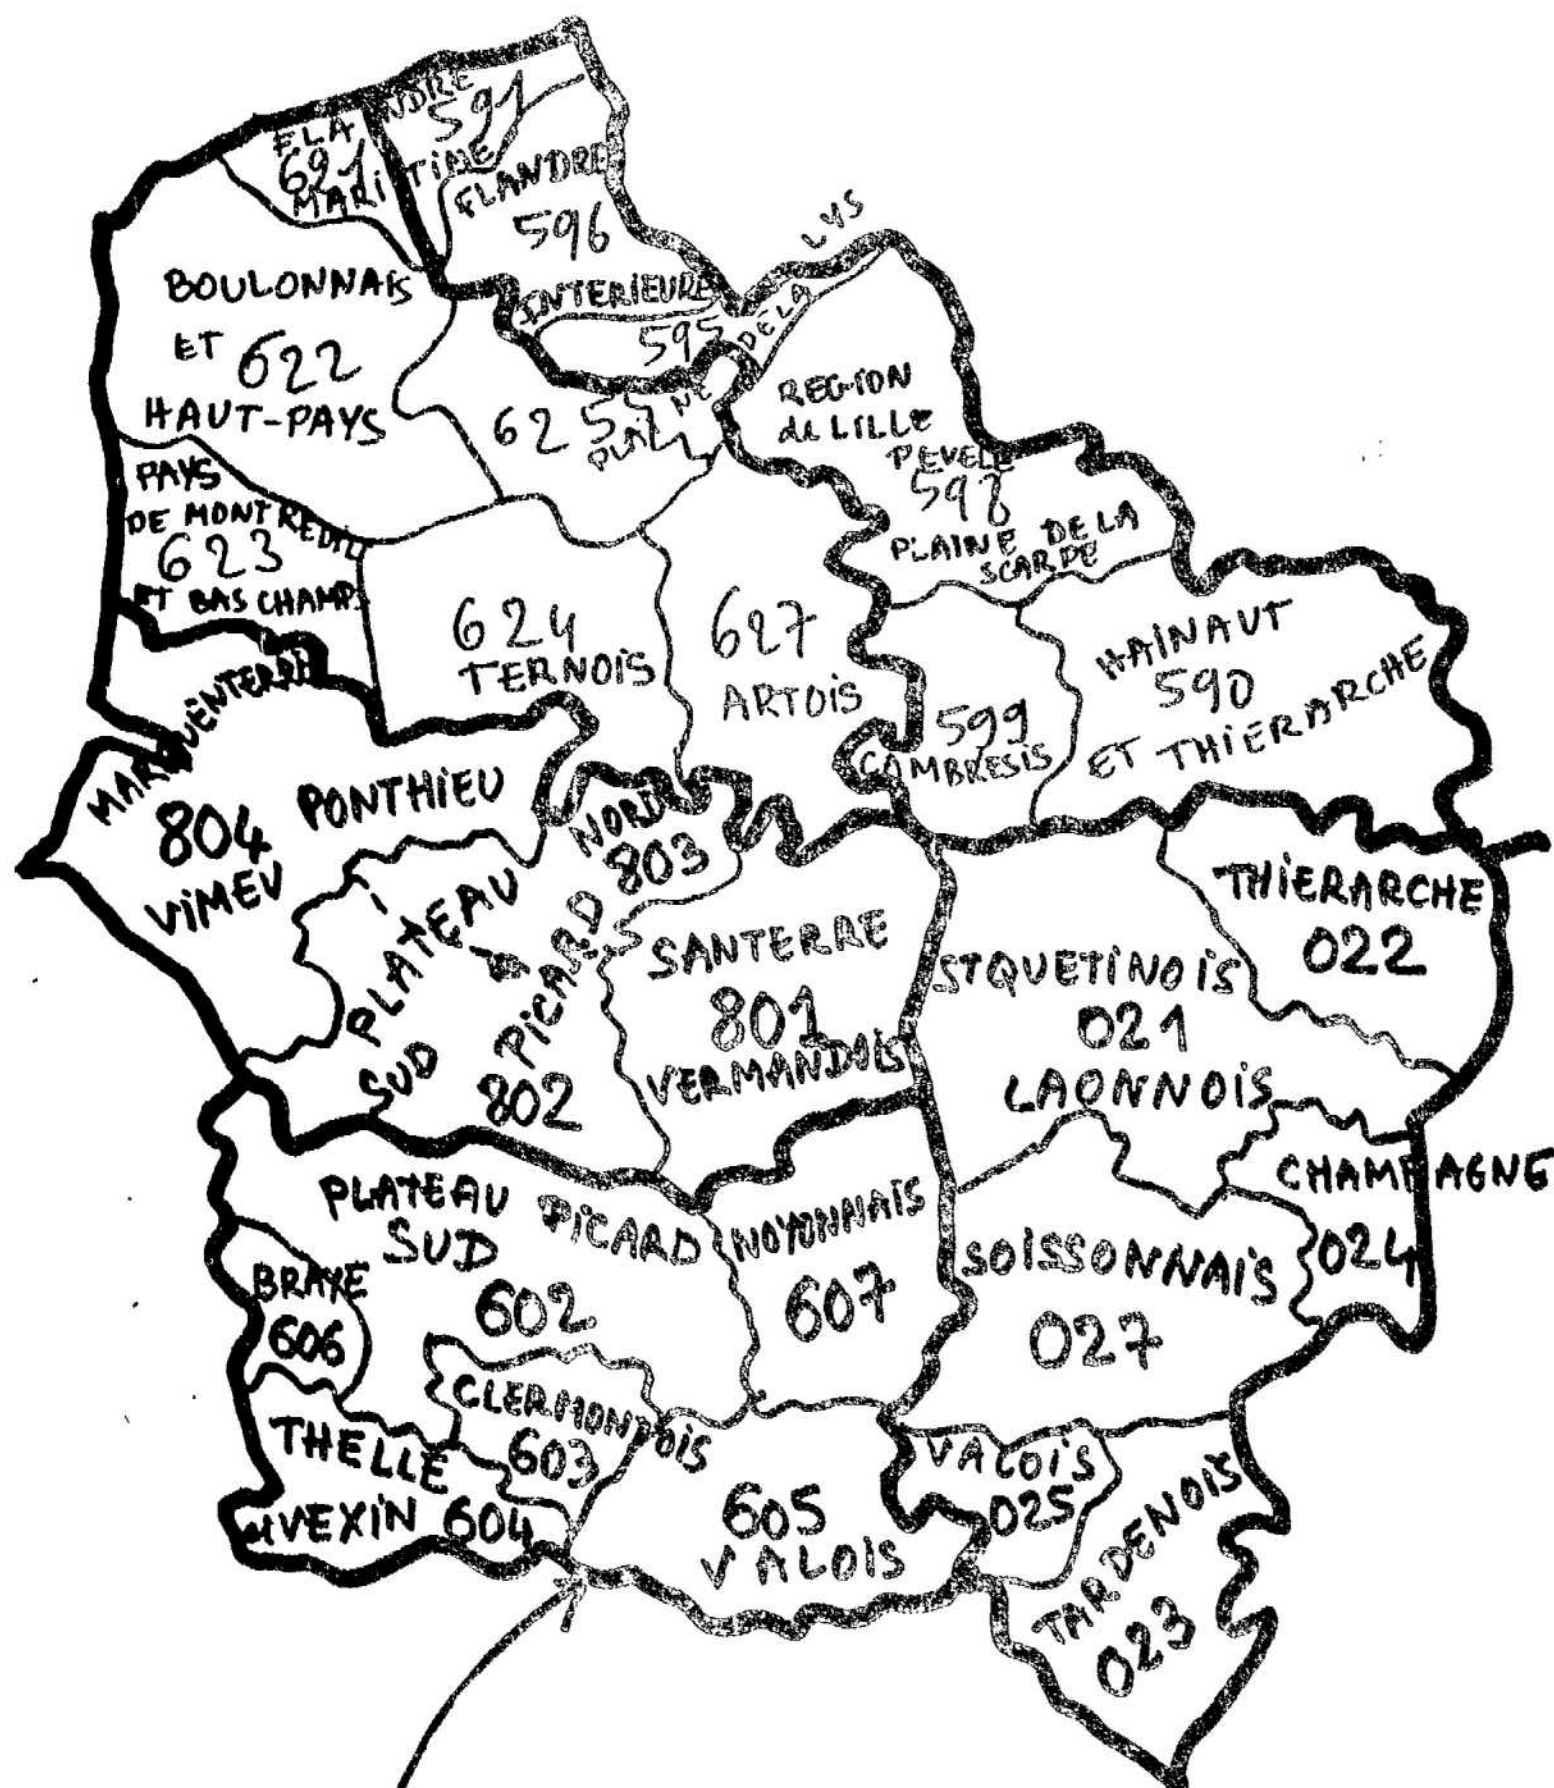 FLANDRE
591
621
MARITIME
FLANDRE
596
INTERIEURE
LYS
BOULONNAIS
ET 622
HAUT-PAYS
595
DE LA
625
PLAINE
REGION
de LILLE
PEVELE
598
PLAINE DE LA
SCARPE
PAYS
DE MONTREUIL
623
ET BAS CHAMPS
624
TERNOIS
627
ARTOIS
599
CAMBRESIS
HAINAUT
590
ET THIERARCHE
MARQUENTERRE
804 PONTHIEU
VIMEU
NORD
803
PLATEAU
PICARD
SUD
802
SANTERRE
801
VERMANDOIS
THIERARCHE
022
STQUETINOIS
021
LAONNOIS
CHAMPAGNE
024
PLATEAU PICARD
SUD
602
NOYONNAIS
607
SOISSONNAIS
027
BRAYE
606
CLERMONTOIS
603
THELLE
et VEXIN 604
605
VALOIS
VALOIS
025
TARDENOIS
023